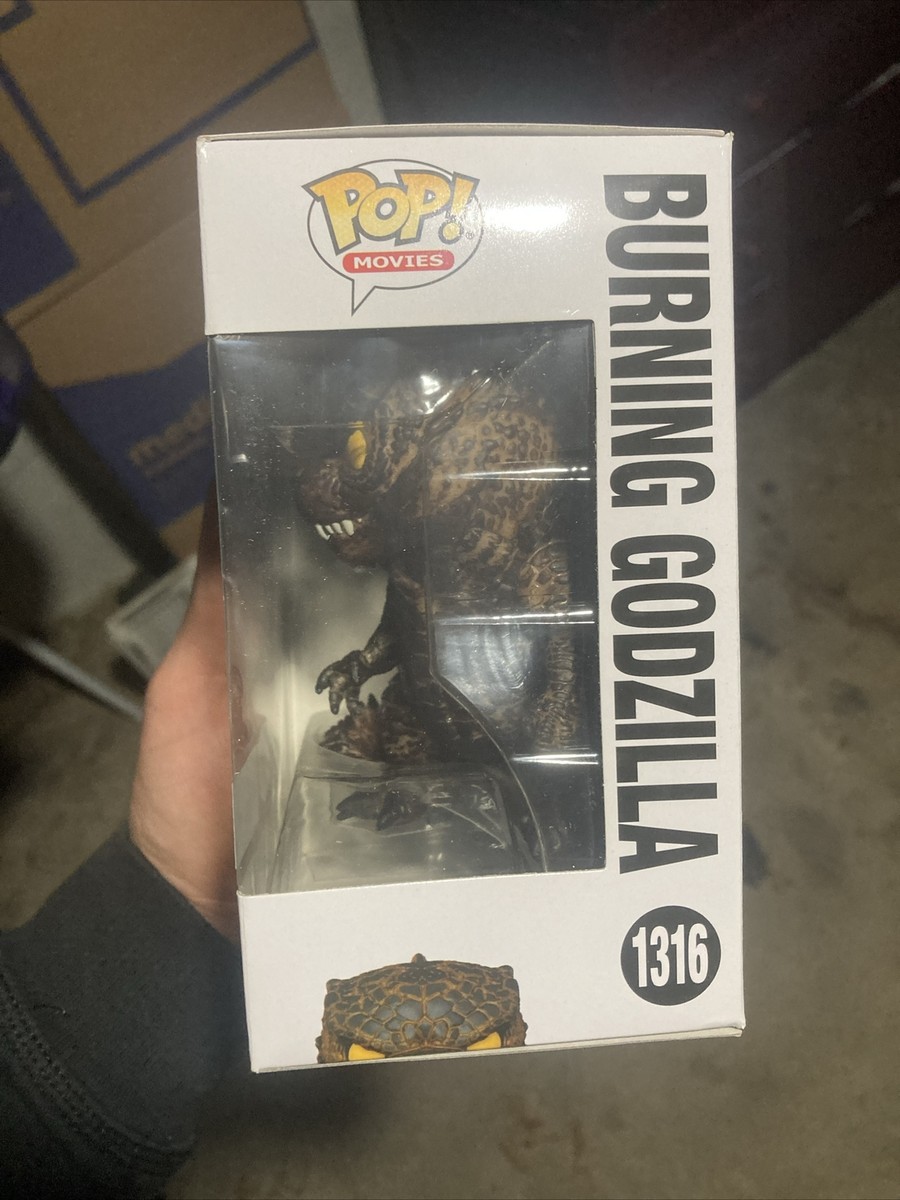 POP!
MOVIES
BURNING GODZILLA
1316